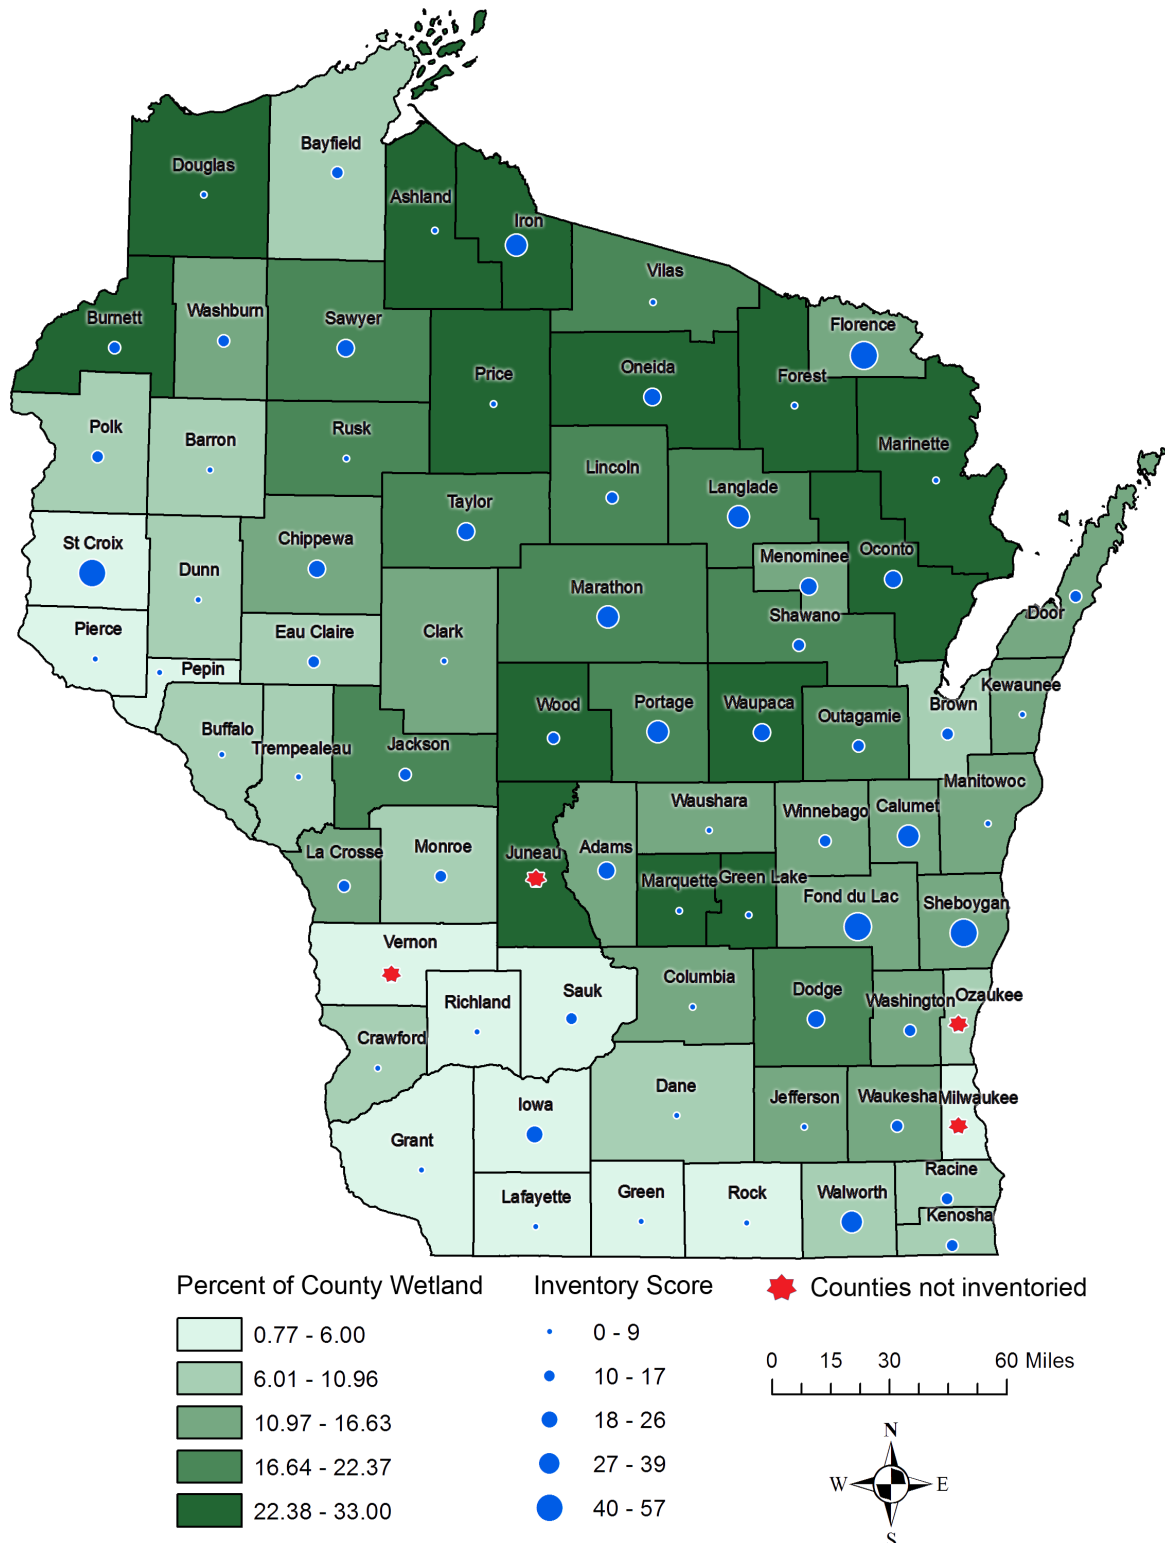 Bayfield
Douglas
Ashland
Iron
Vilas
Washburn
Burnett
Sawyer
Florence
Oneida
Price
Forest
Polk
Rusk
Barron
Marinette
Lincoln
Langlade
Taylor
Chippewa
St Croix
Oconto
Menominee
Dunn
Marathon
Door
Shawano
Pierce
Eau Claire
Clark
Pepin
Kewaunee
Portage
Waupaca
Wood
Brown
Outagamie
Buffalo
Jackson
Trempealeau
Manitowoc
Waushara
Calumet
Winnebago
Monroe
Adams
La Crosse
Juneau
Green Lake
Marquette
Fond du Lac
Sheboygan
Vernon
Columbia
Dodge
Sauk
Ozaukee
Washington
Richland
Crawford
Dane
Jefferson
Waukesha
Milwaukee
Iowa
Grant
Racine
Green
Rock
Walworth
Lafayette
Kenosha
Percent of County Wetland
0.77 - 6.00
6.01 - 10.96
10.97 - 16.63
16.64 - 22.37
22.38 - 33.00
Inventory Score
0 - 9
10 - 17
18 - 26
27 - 39
40 - 57
Counties not inventoried
0 15 30 60 Miles
N
W E
S